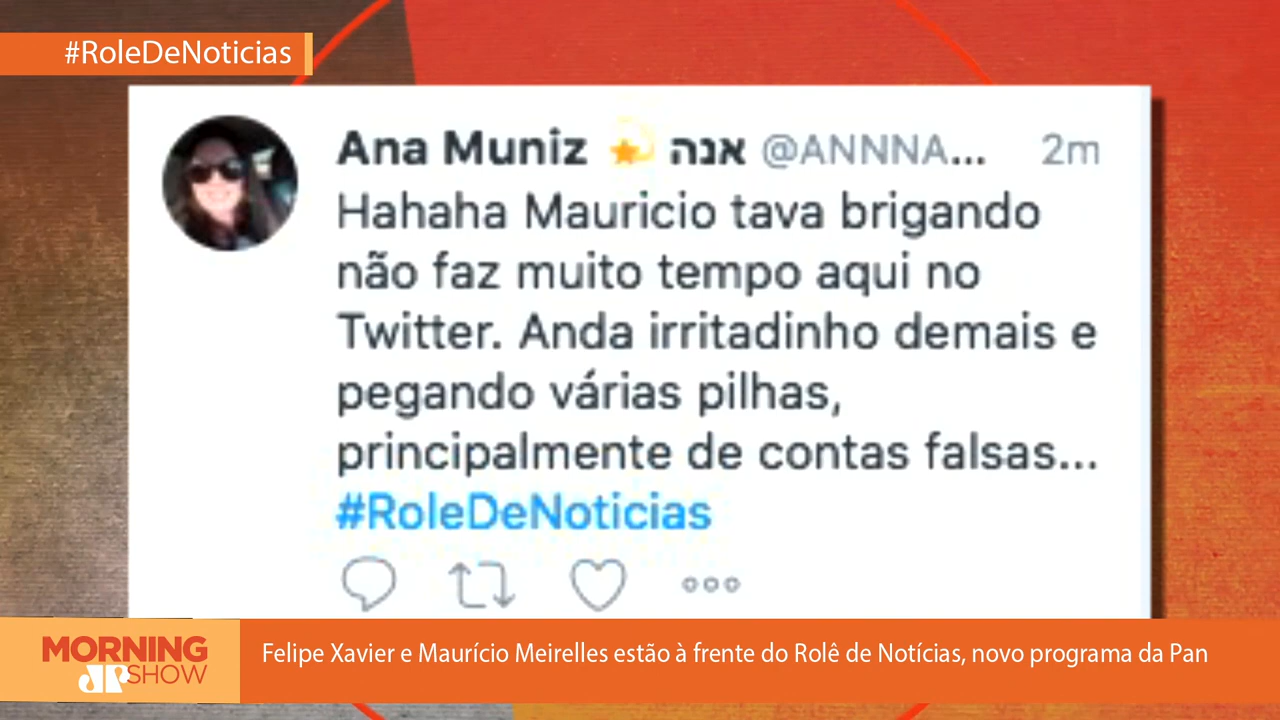 #RoleDeNoticias
Ana Muniz 💫 אנה @ANNNA... 2m
Hahaha Mauricio tava brigando
não faz muito tempo aqui no
Twitter. Anda irritadinho demais e
pegando várias pilhas,
principalmente de contas falsas...
#RoleDeNoticias
MORNING
JP SHOW
Felipe Xavier e Maurício Meirelles estão à frente do Rolê de Notícias, novo programa da Pan